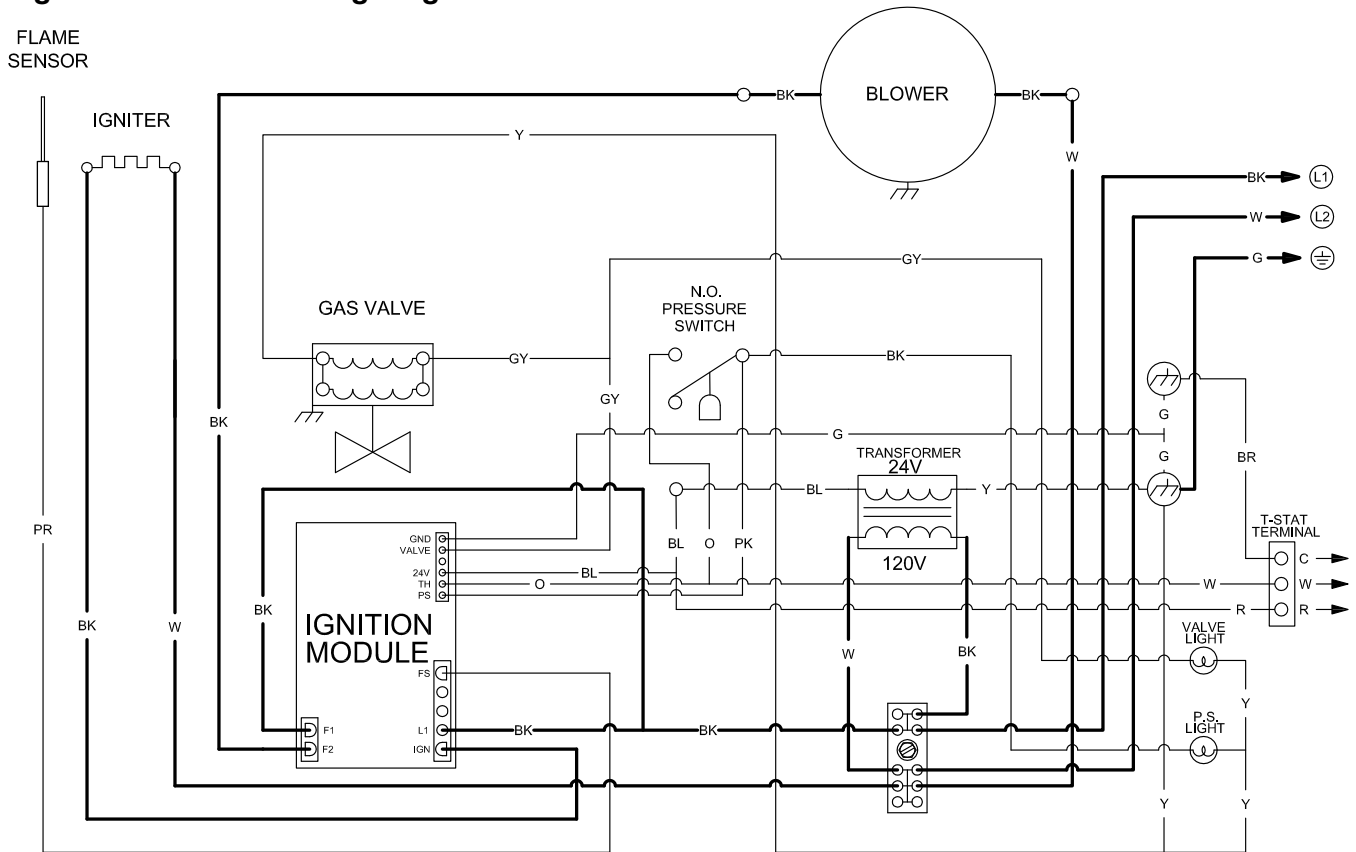 FLAME
SENSOR
IGNITER
BK
BLOWER
BK
Y
W
BK
L1
W
L2
G
GY
N.O.
PRESSURE
SWITCH
GAS VALVE
GY
BK
GY
BK
G
G
G
BR
TRANSFORMER
24V
BL
Y
120V
PR
BL
O
PK
T-STAT
TERMINAL
C
W
W
R
R
GND
VALVE
24V
TH
PS
BL
O
BK
BK
W
IGNITION
MODULE
FS
F1
F2
L1
IGN
BK
BK
W
BK
VALVE
LIGHT
Y
P.S.
LIGHT
Y
Y